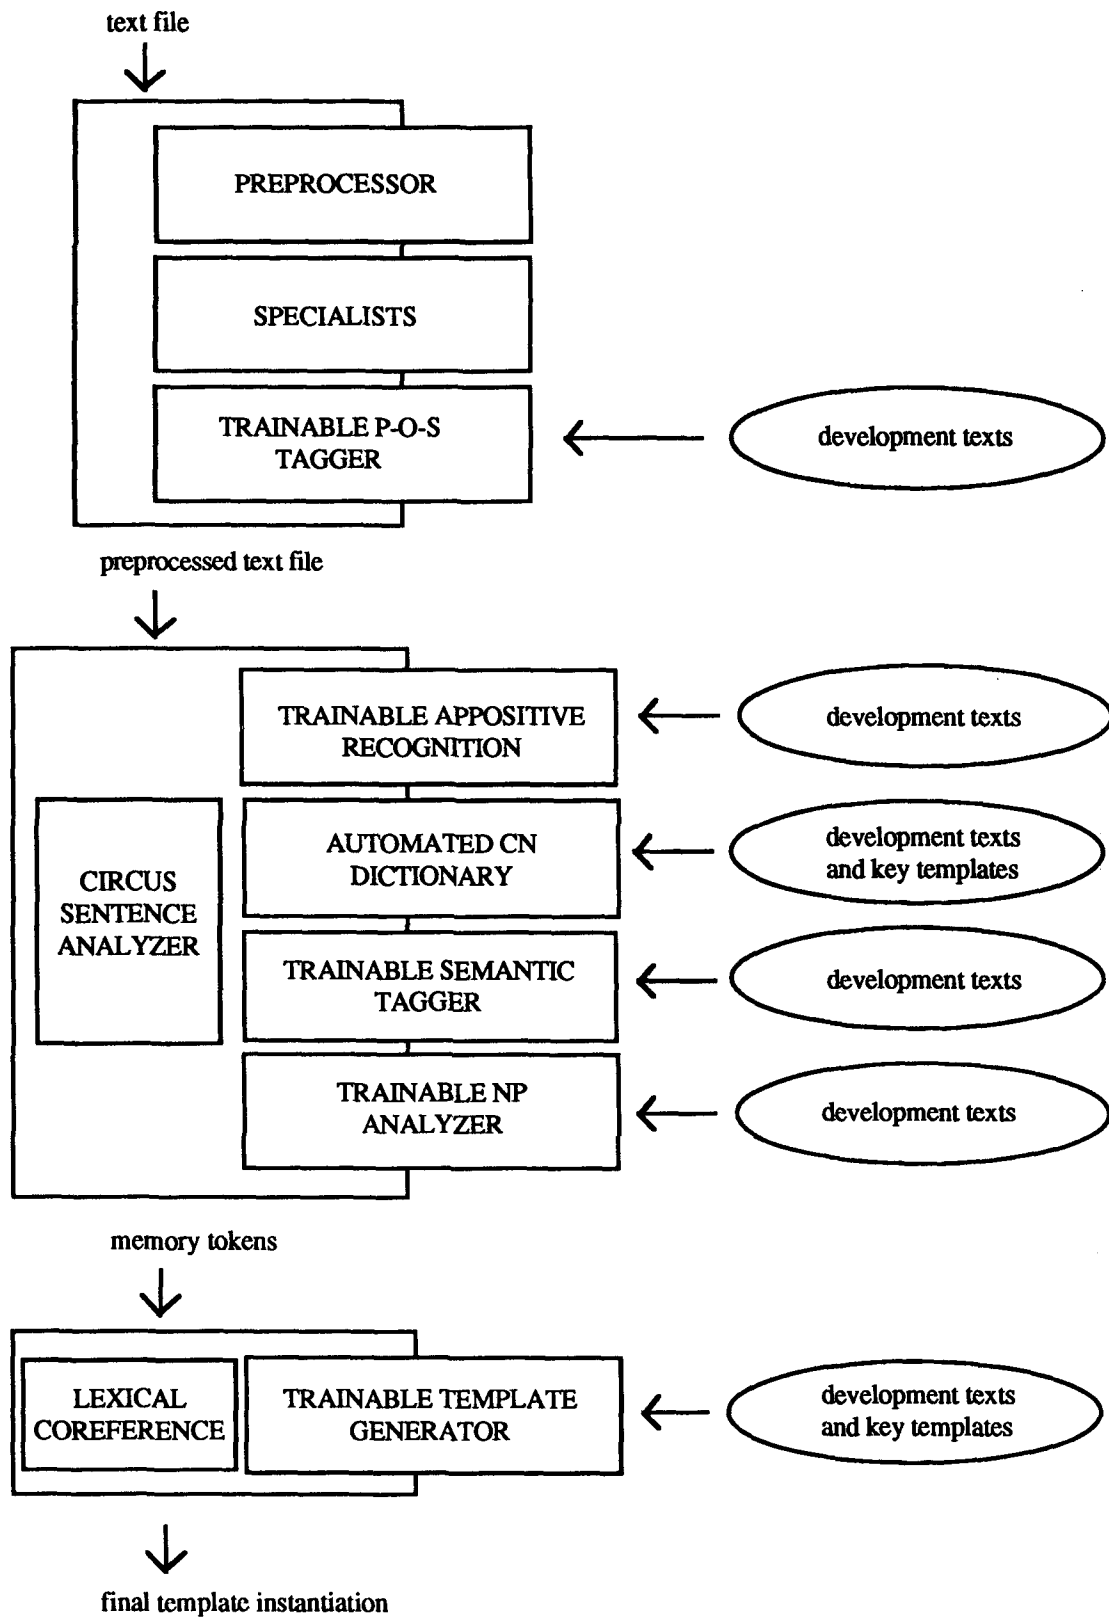 text file
PREPROCESSOR
SPECIALISTS
TRAINABLE P-O-S
TAGGER
development texts
preprocessed text file
TRAINABLE APPOSITIVE
RECOGNITION
development texts
CIRCUS
SENTENCE
ANALYZER
AUTOMATED CN
DICTIONARY
development texts
and key templates
TRAINABLE SEMANTIC
TAGGER
development texts
TRAINABLE NP
ANALYZER
development texts
memory tokens
LEXICAL
COREFERENCE
TRAINABLE TEMPLATE
GENERATOR
development texts
and key templates
final template instantiation